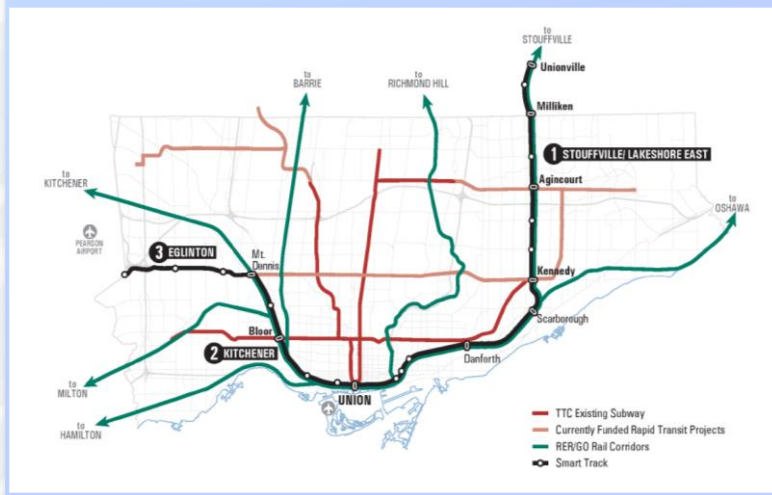 to
STOUFFVILLE
Unionville
to
BARRIE
to
RICHMOND HILL
Milliken
1 STOUFFVILLE/ LAKESHORE EAST
to
KITCHENER
Agincourt
to
OSHAWA
PEARSON
AIRPORT
3 EGLINTON
Mt.
Dennis
Kennedy
Scarborough
Bloor
2 KITCHENER
Danforth
to
MILTON
UNION
to
HAMILTON
TTC Existing Subway
Currently Funded Rapid Transit Projects
RER/GO Rail Corridors
Smart Track